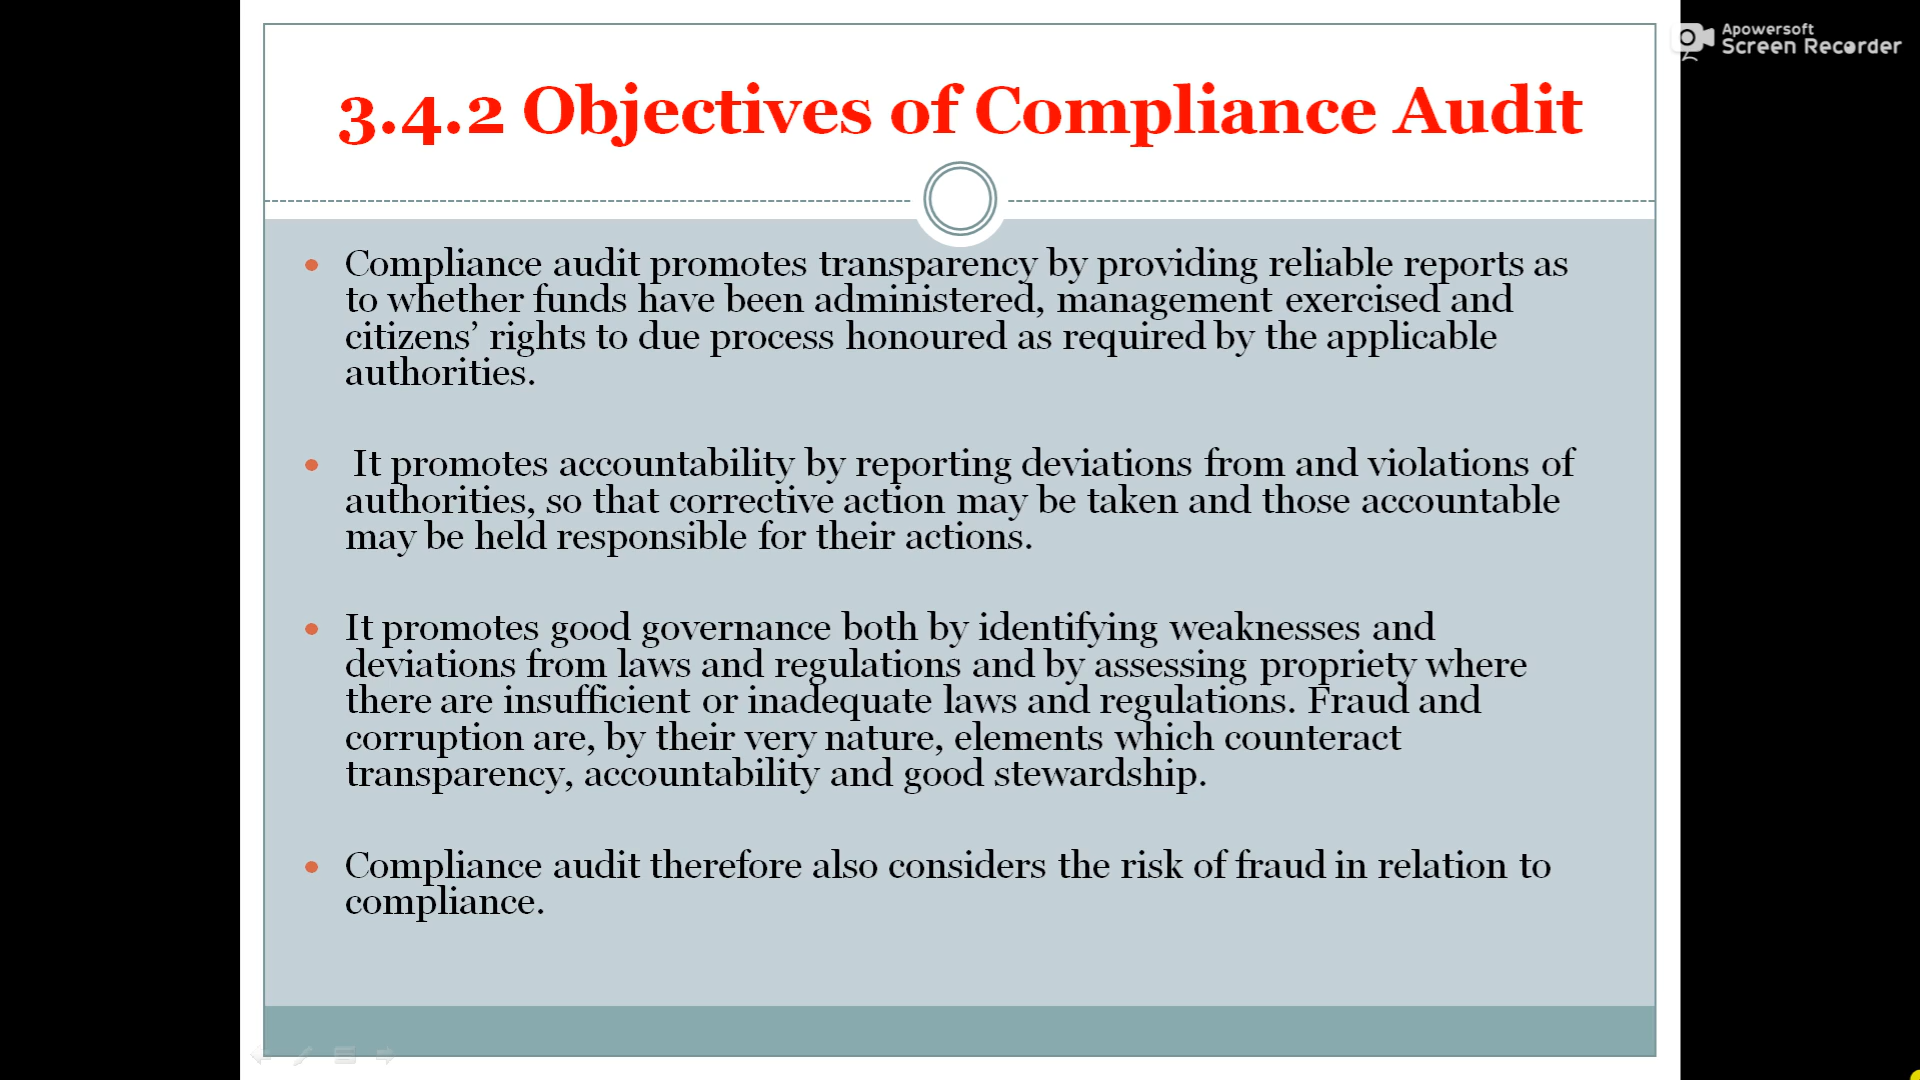 Apowersoft
Screen Recorder
3.4.2 Objectives of Compliance Audit
• Compliance audit promotes transparency by providing reliable reports as
to whether funds have been administered, management exercised and
citizens’ rights to due process honoured as required by the applicable
authorities.
• It promotes accountability by reporting deviations from and violations of
authorities, so that corrective action may be taken and those accountable
may be held responsible for their actions.
• It promotes good governance both by identifying weaknesses and
deviations from laws and regulations and by assessing propriety where
there are insufficient or inadequate laws and regulations. Fraud and
corruption are, by their very nature, elements which counteract
transparency, accountability and good stewardship.
• Compliance audit therefore also considers the risk of fraud in relation to
compliance.